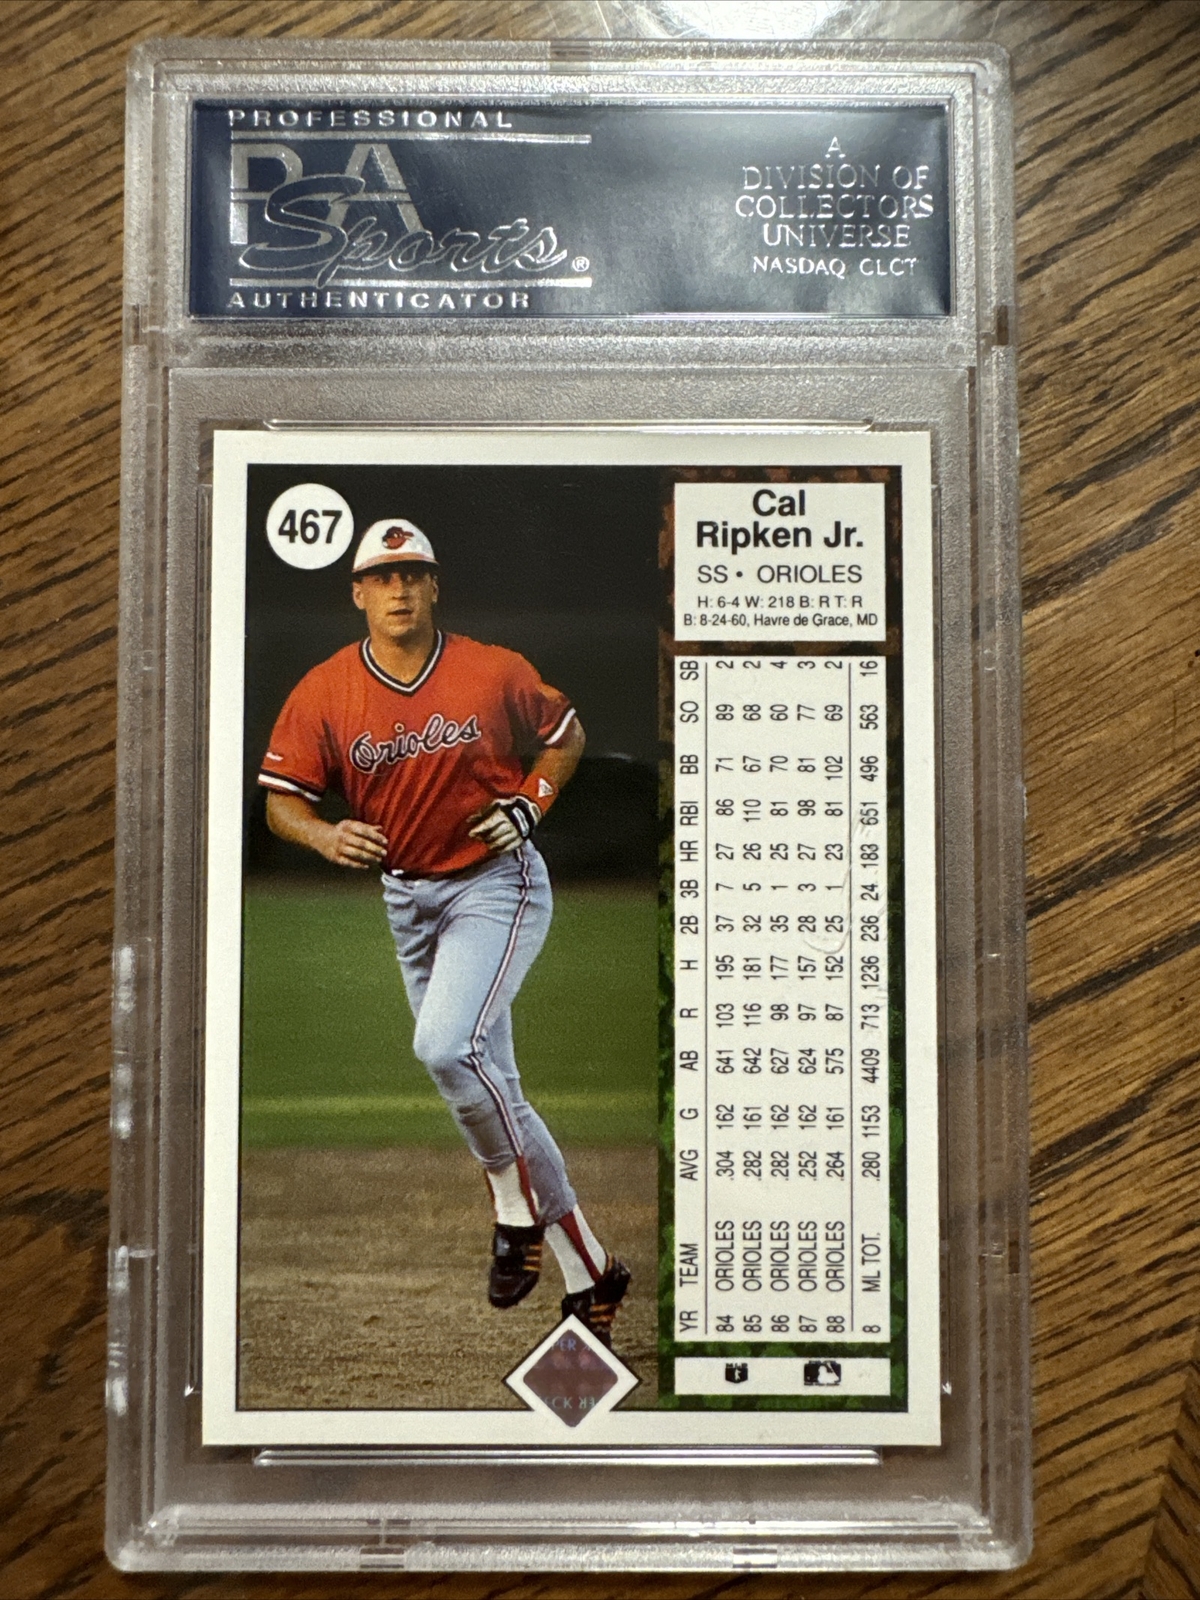 PROFESSIONAL
PSA
Sports®
AUTHENTICATOR
A
DIVISION OF
COLLECTORS
UNIVERSE
NASDAQ CLCT
467
Orioles
Cal
Ripken Jr.
SS • ORIOLES
H: 6-4 W: 218 B: R T: R
B: 8-24-60, Havre de Grace, MD
YR TEAM AVG G AB R H 2B 3B HR RBI BB SO SB
84 ORIOLES .304 162 641 103 195 37 7 27 86 71 89 2
85 ORIOLES .282 161 642 116 181 32 5 26 110 67 68 2
86 ORIOLES .282 162 627 98 177 35 1 25 81 70 60 4
87 ORIOLES .252 162 624 97 157 28 3 27 98 81 77 3
88 ORIOLES .264 161 575 87 152 25 1 23 81 102 69 2
8 ML TOT. .280 1153 4409 713 1236 236 24 183 651 496 563 16